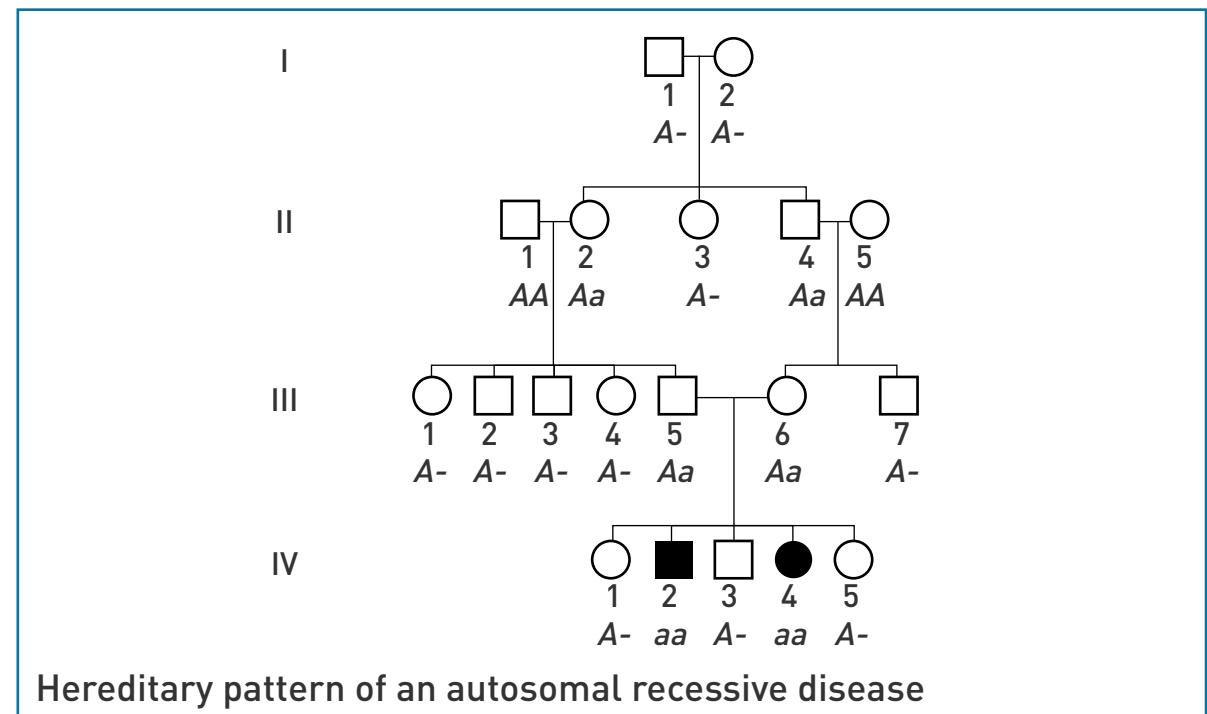 I
1 2
A- A-
II
1 2 3 4 5
AA Aa A- Aa AA
III
1 2 3 4 5 6 7
A- A- A- A- Aa Aa A-
IV
1 2 3 4 5
A- aa A- aa A-
Hereditary pattern of an autosomal recessive disease